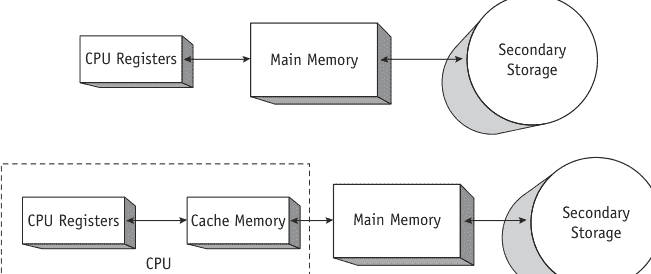 CPU Registers
Main Memory
Secondary
Storage
CPU Registers
Cache Memory
Main Memory
Secondary
Storage
CPU